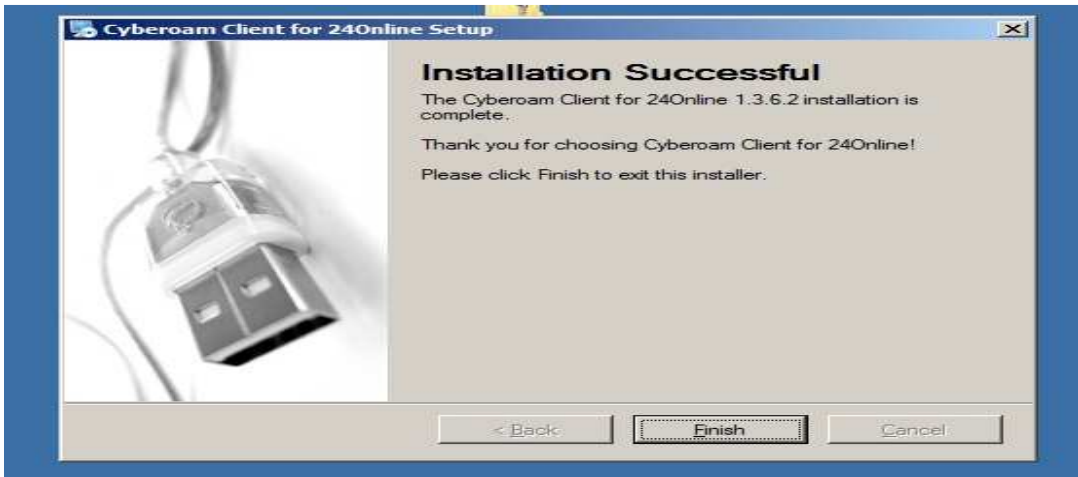 Cyberoam Client for 24Online Setup
Installation Successful
The Cyberoam Client for 24Online 1.3.6.2 installation is
complete.
Thank you for choosing Cyberoam Client for 24Online!
Please click Finish to exit this installer.
< Back Finish Cancel